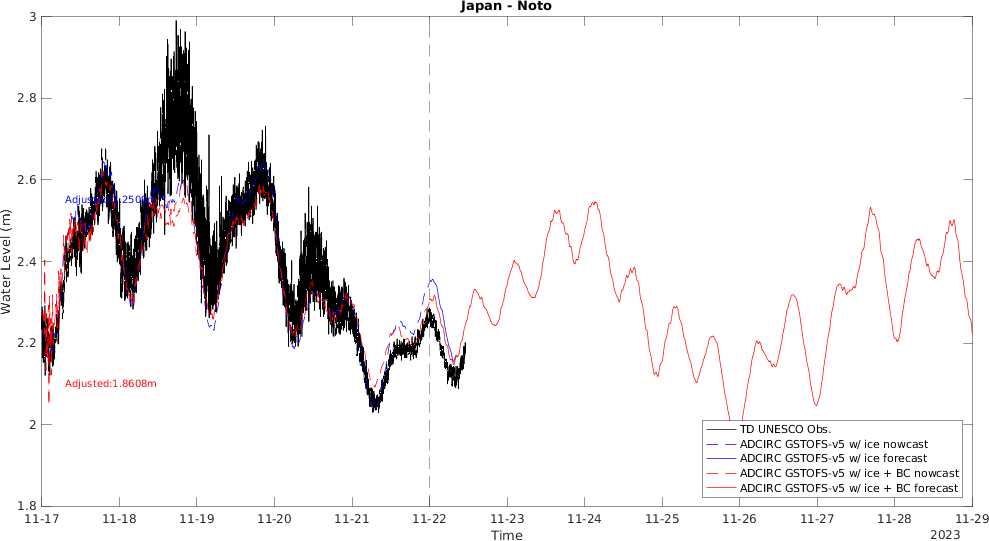 Japan - Noto
Water Level (m)
3
2.8
2.6
2.4
2.2
2
1.8
Adjusted:1.8608m
11-17
11-18
11-19
11-20
11-21
11-22
11-23
11-24
11-25
11-26
11-27
11-28
11-29
Time
2023
TD UNESCO Obs.
ADCIRC GSTOFS-v5 w/ ice nowcast
ADCIRC GSTOFS-v5 w/ ice forecast
ADCIRC GSTOFS-v5 w/ ice + BC nowcast
ADCIRC GSTOFS-v5 w/ ice + BC forecast